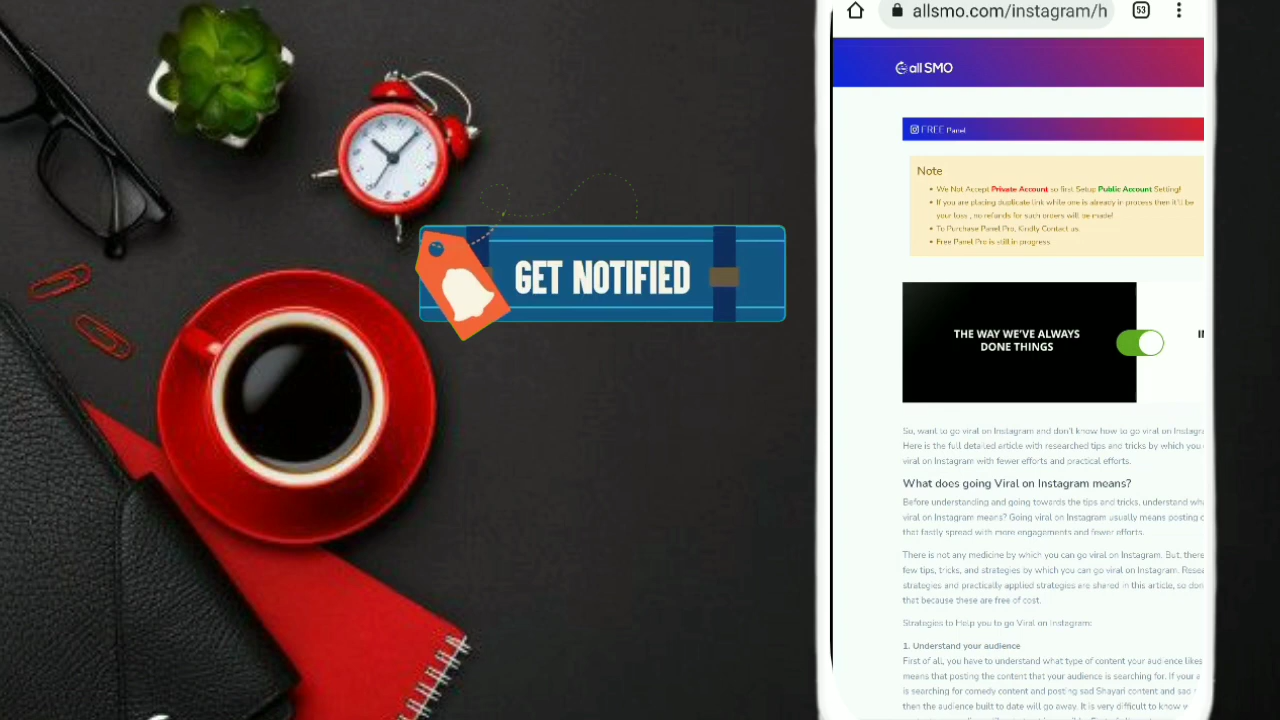 GET NOTIFIED
allsmo.com/instagram/h
53
all SMO
FREE Panel
Note
We Not Accept Private Account so first Setup Public Account Setting!
If you are placing duplicate link while one is already in process then it'll be
your loss , no refunds for such orders will be made!
To Purchase Panel Pro, Kindly Contact us
Free Panel Pro is still in progress
THE WAY WE'VE ALWAYS
DONE THINGS
So, want to go viral on Instagram and don't know how to go viral on Instagra
Here is the full detailed article with researched tips and tricks by which you
viral on Instagram with fewer efforts and practical efforts.
What does going Viral on Instagram means?
Before understanding and going towards the tips and tricks, understand wh
viral on Instagram means? Going viral on Instagram usually means posting c
that fastly spread with more engagements and fewer efforts.
There is not any medicine by which you can go viral on Instagram. But, there
few tips, tricks, and strategies by which you can go viral on Instagram. Resea
strategies and practically applied strategies are shared in this article, so don
that because these are free of cost.
Strategies to Help you to go Viral on Instagram:
1. Understand your audience
First of all, you have to understand what type of content your audience likes
means that posting the content that your audience is searching for. If your a
is searching for comedy content and posting sad Shayari content and sad
then the audience built to date will go away. It is very difficult to know w